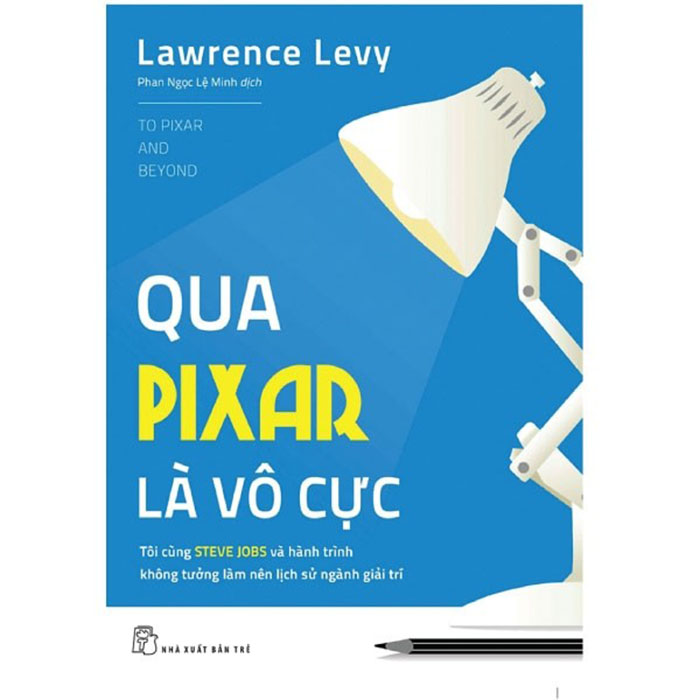 Lawrence Levy
Phan Ngọc Lệ Minh dịch
TO PIXAR
AND
BEYOND
QUA
PIXAR
LÀ VÔ CỰC
Tôi cùng STEVE JOBS và hành trình
không tưởng làm nên lịch sử ngành giải trí
NHÀ XUẤT BẢN TRẺ